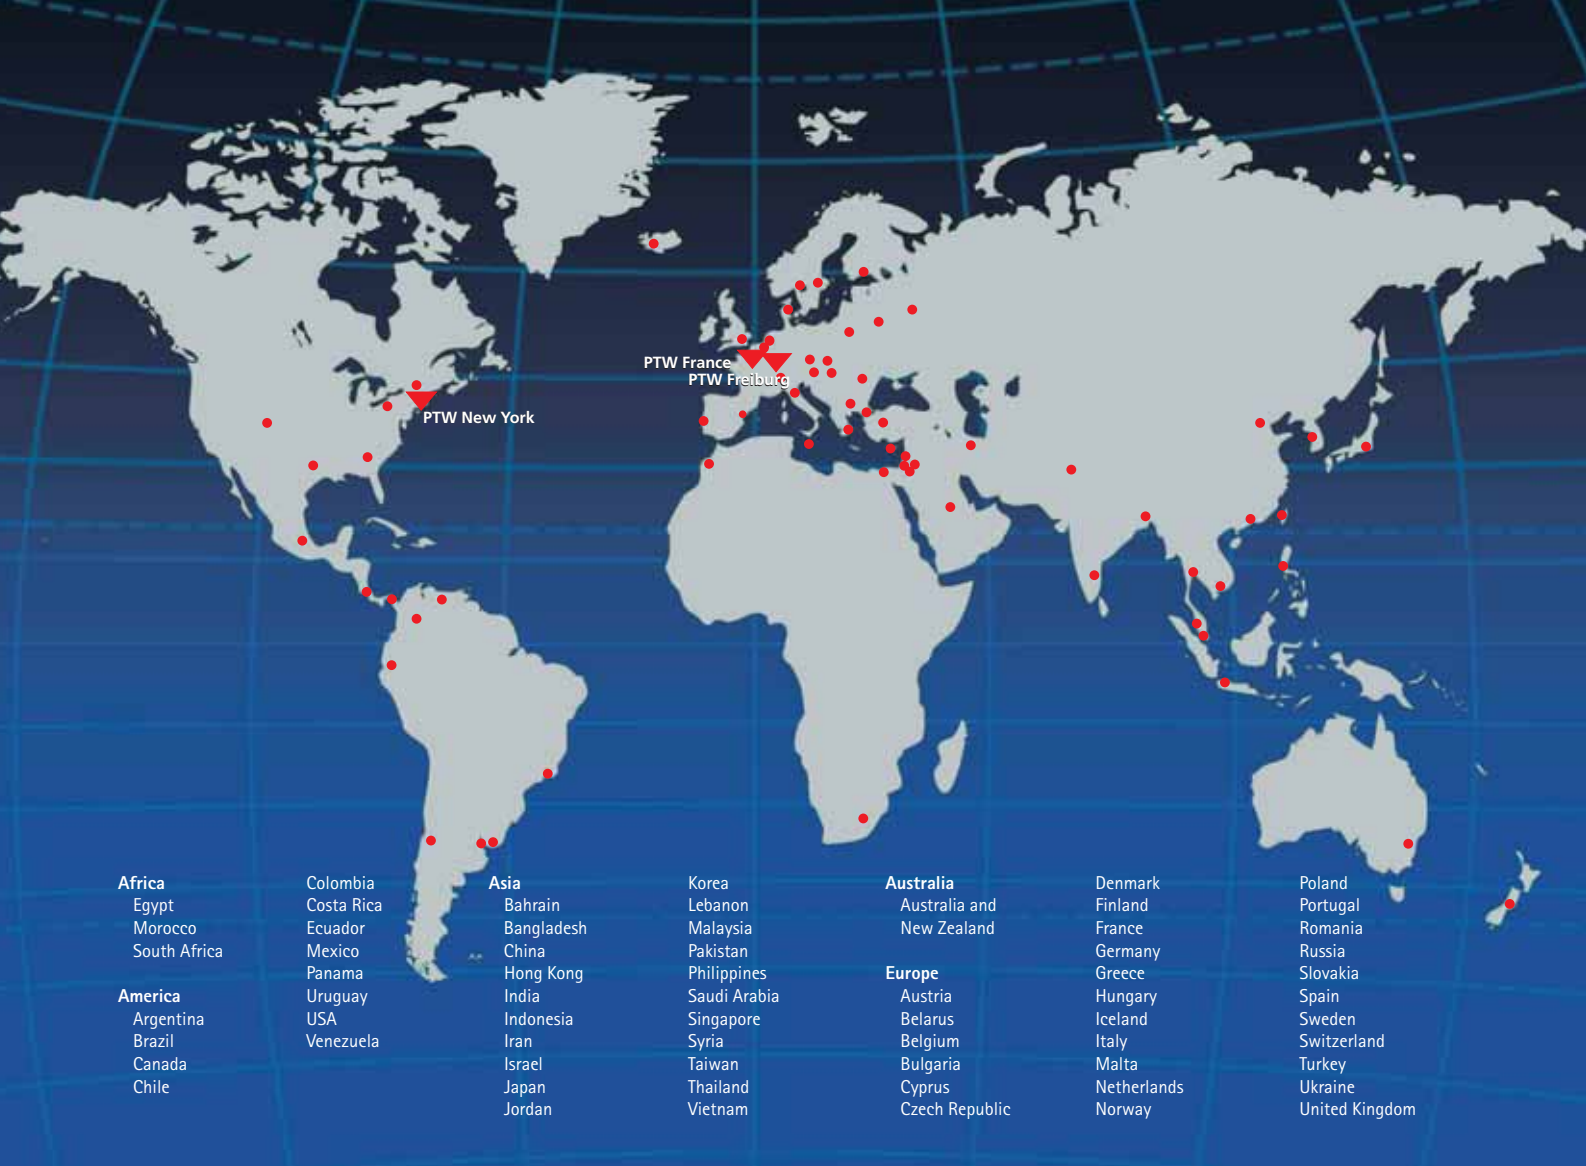 PTW France
PTW Freiburg
PTW New York
Africa
Egypt
Morocco
South Africa
America
Argentina
Brazil
Canada
Chile
Colombia
Costa Rica
Ecuador
Mexico
Panama
Uruguay
USA
Venezuela
Asia
Bahrain
Bangladesh
China
Hong Kong
India
Indonesia
Iran
Israel
Japan
Jordan
Korea
Lebanon
Malaysia
Pakistan
Philippines
Saudi Arabia
Singapore
Syria
Taiwan
Thailand
Vietnam
Australia
Australia and
New Zealand
Europe
Austria
Belarus
Belgium
Bulgaria
Cyprus
Czech Republic
Denmark
Finland
France
Germany
Greece
Hungary
Iceland
Italy
Malta
Netherlands
Norway
Poland
Portugal
Romania
Russia
Slovakia
Spain
Sweden
Switzerland
Turkey
Ukraine
United Kingdom